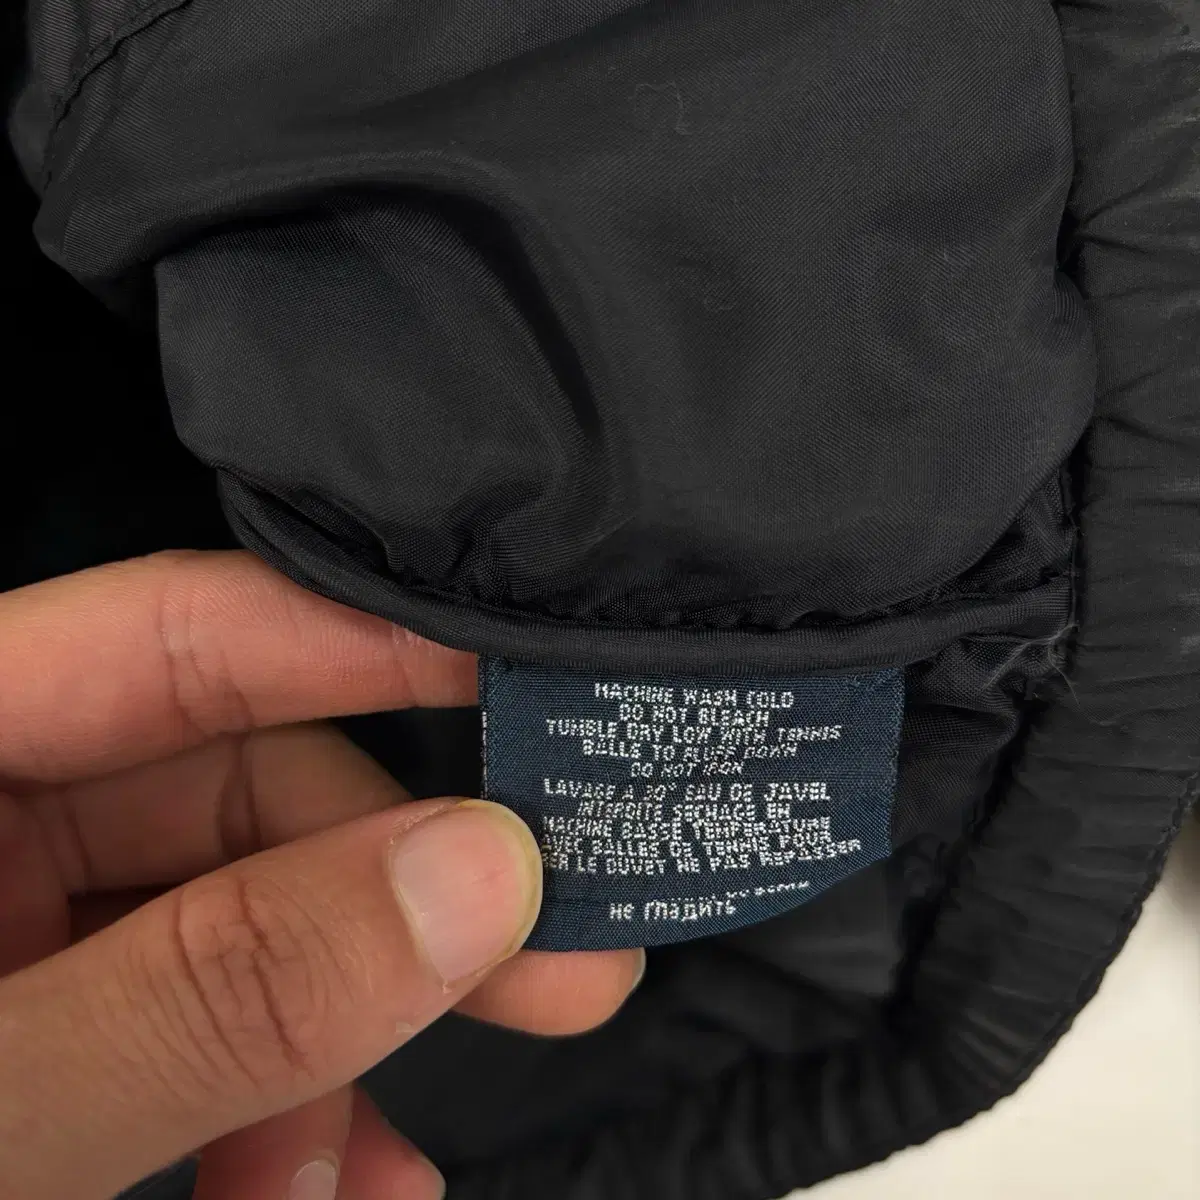 MACHINE WASH COLD
DO NOT BLEACH
TUMBLE DRY LOW WITH TENNIS
BALLS TO FLUFF DOWN
DO NOT IRON
LAVAGE A 30° EAU DE JAVEL
INTERDITE SECHAGE EN
MACHINE BASSE TEMPERATURE
AVEC BALLES DE TENNIS POUR
LE DUVET NE PAS REPASSER
НЕ ГЛАДИТЬ